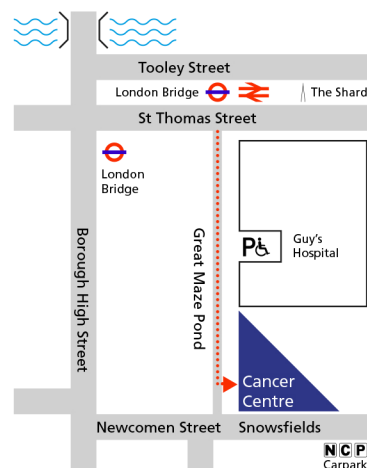 Tooley Street
London Bridge
The Shard
St Thomas Street
London
Bridge
Borough High Street
Great Maze Pond
P
Guy's
Hospital
Cancer
Centre
Newcomen Street
Snowsfields
NCP
Carpark